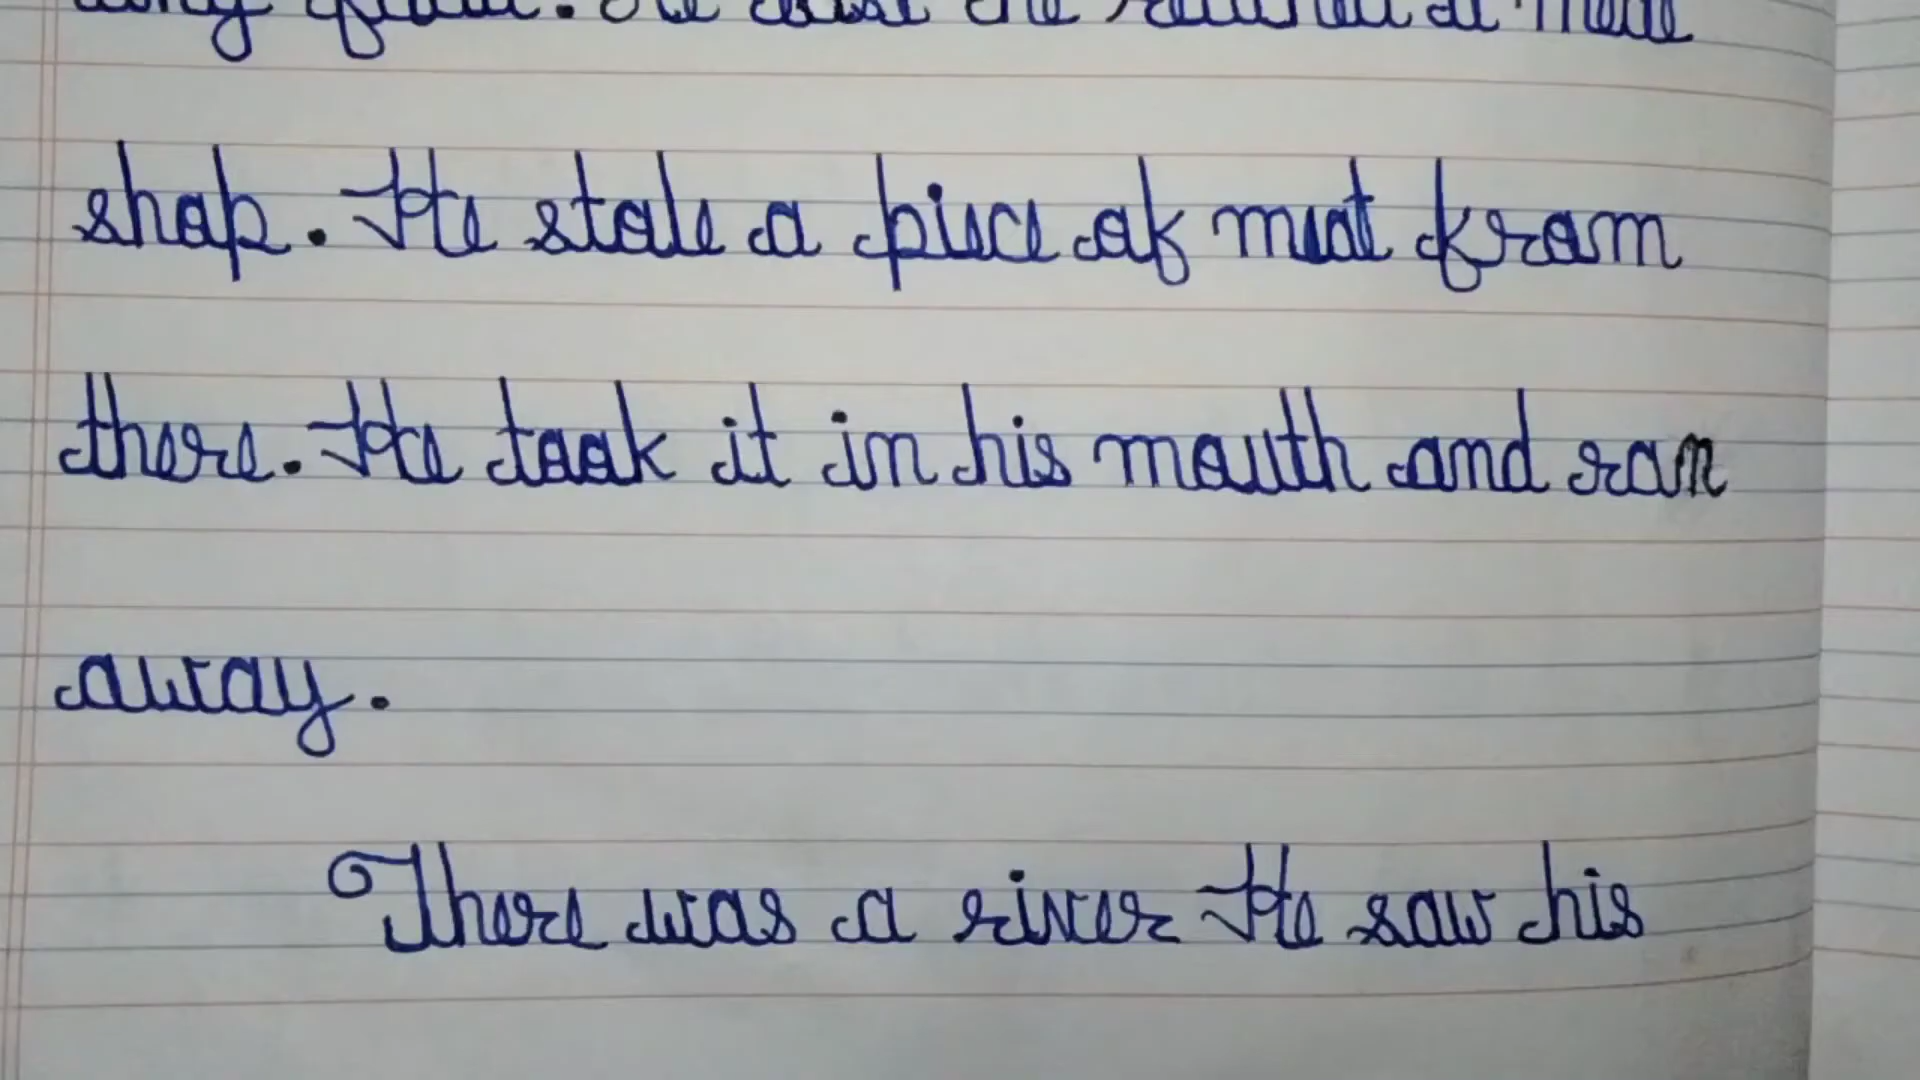 He
shop. He stole a piece of meat from
there. He took it in his mouth and ran
away.
There was a river He saw his